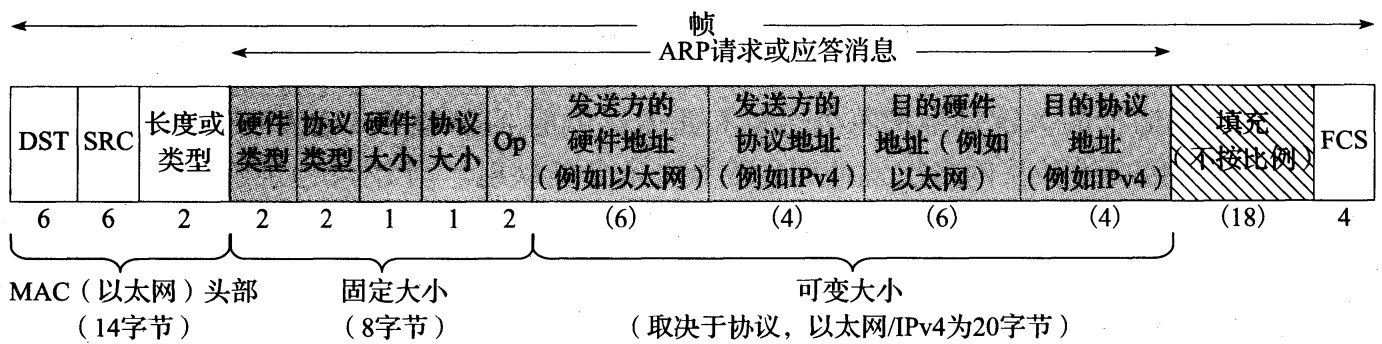 帧
ARP请求或应答消息
DST
SRC
长度或
类型
硬件
类型
协议
类型
硬件
大小
协议
大小
Op
发送方的
硬件地址
(例如以太网)
发送方的
协议地址
(例如IPv4)
目的硬件
地址(例如
以太网)
目的协议
地址
(例如IPv4)
填充
(不按比例)
FCS
6 6 2 2 2 1 1 2 (6) (4) (6) (4) (18) 4
MAC(以太网)头部
(14字节)
固定大小
(8字节)
可变大小
(取决于协议,以太网/IPv4为20字节)